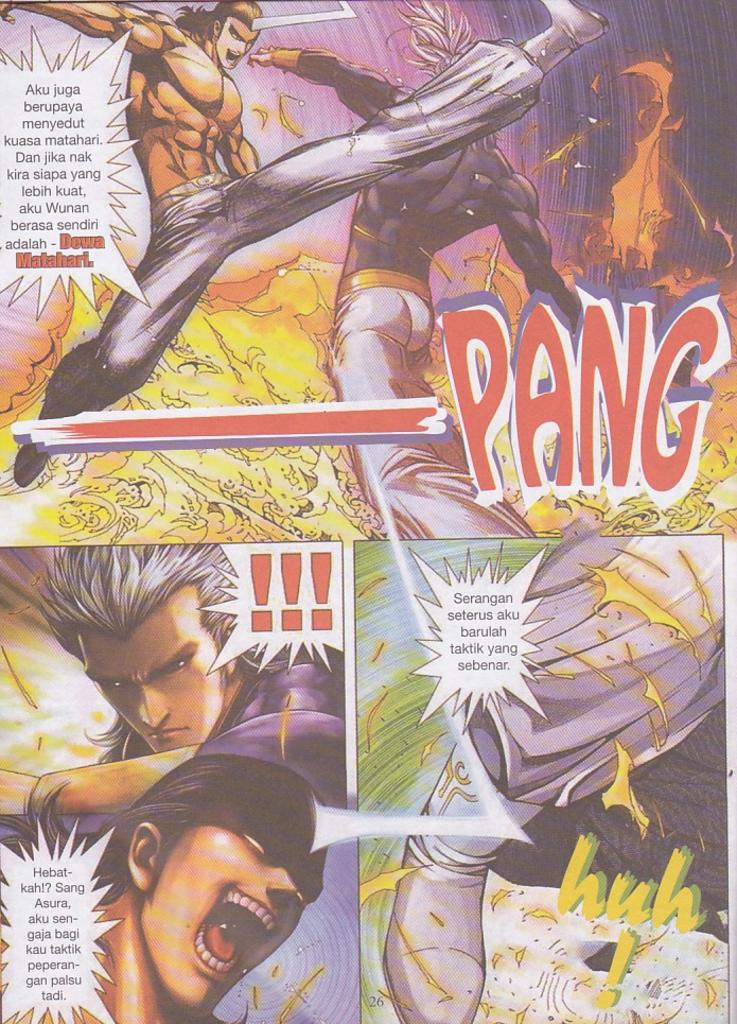 Aku juga
berupaya
menyedut
kuasa matahari.
Dan jika nak
kira siapa yang
lebih kuat,
aku Wunan
berasa sendiri
adalah - Dewa
Matahari.
PANG
!!!
Serangan
seterus aku
barulah
taktik yang
sebenar.
Hebat-
kah!? Sang
Asura,
aku sen-
gaja bagi
kau taktik
peperan-
gan palsu
tadi.
huh
!
26